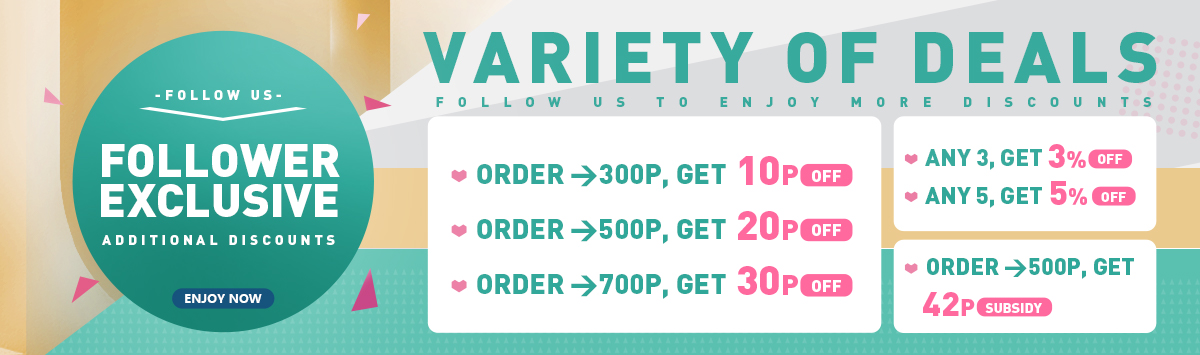 -FOLLOW US-
FOLLOWER
EXCLUSIVE
ADDITIONAL DISCOUNTS
ENJOY NOW
VARIETY OF DEALS
FOLLOW US TO ENJOY MORE DISCOUNTS
ORDER →300P, GET 10P OFF
ORDER →500P, GET 20P OFF
ORDER →700P, GET 30P OFF
ANY 3, GET 3% OFF
ANY 5, GET 5% OFF
ORDER →500P, GET
42P SUBSIDY